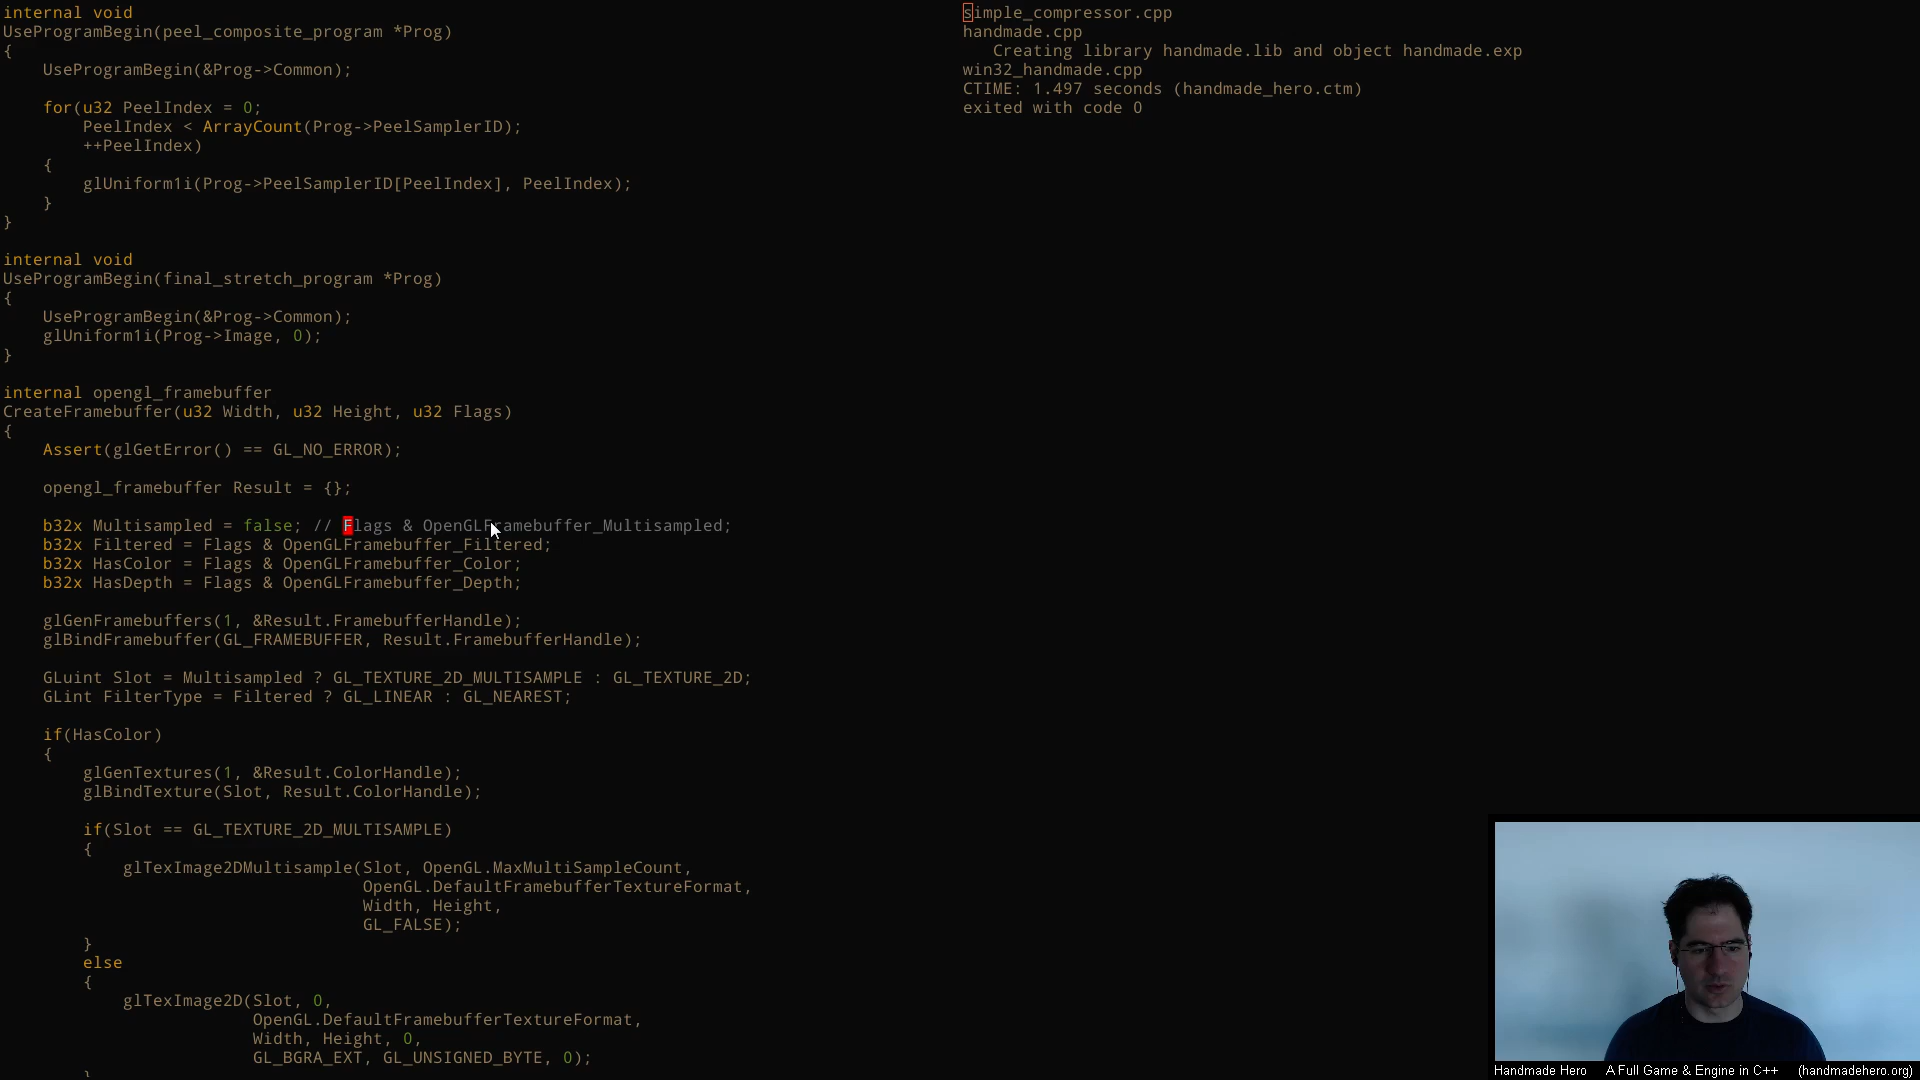 internal void
UseProgramBegin(peel_composite_program *Prog)
{
    UseProgramBegin(&Prog->Common);

    for(u32 PeelIndex = 0;
        PeelIndex < ArrayCount(Prog->PeelSamplerID);
        ++PeelIndex)
    {
        glUniform1i(Prog->PeelSamplerID[PeelIndex], PeelIndex);
    }
}

internal void
UseProgramBegin(final_stretch_program *Prog)
{
    UseProgramBegin(&Prog->Common);
    glUniform1i(Prog->Image, 0);
}

internal opengl_framebuffer
CreateFramebuffer(u32 Width, u32 Height, u32 Flags)
{
    Assert(glGetError() == GL_NO_ERROR);

    opengl_framebuffer Result = {};

    b32x Multisampled = false; // Flags & OpenGLFramebuffer_Multisampled;
    b32x Filtered = Flags & OpenGLFramebuffer_Filtered;
    b32x HasColor = Flags & OpenGLFramebuffer_Color;
    b32x HasDepth = Flags & OpenGLFramebuffer_Depth;

    glGenFramebuffers(1, &Result.FramebufferHandle);
    glBindFramebuffer(GL_FRAMEBUFFER, Result.FramebufferHandle);

    GLuint Slot = Multisampled ? GL_TEXTURE_2D_MULTISAMPLE : GL_TEXTURE_2D;
    GLint FilterType = Filtered ? GL_LINEAR : GL_NEAREST;

    if(HasColor)
    {
        glGenTextures(1, &Result.ColorHandle);
        glBindTexture(Slot, Result.ColorHandle);

        if(Slot == GL_TEXTURE_2D_MULTISAMPLE)
        {
            glTexImage2DMultisample(Slot, OpenGL.MaxMultiSampleCount,
                                    OpenGL.DefaultFramebufferTextureFormat,
                                    Width, Height,
                                    GL_FALSE);
        }
        else
        {
            glTexImage2D(Slot, 0,
                         OpenGL.DefaultFramebufferTextureFormat,
                         Width, Height, 0,
                         GL_BGRA_EXT, GL_UNSIGNED_BYTE, 0);
        }
simple_compressor.cpp
handmade.cpp
   Creating library handmade.lib and object handmade.exp
win32_handmade.cpp
CTIME: 1.497 seconds (handmade_hero.ctm)
exited with code 0
Handmade Hero A Full Game & Engine in C++ (handmadehero.org)